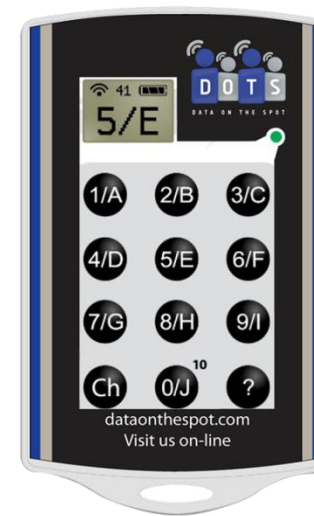 41
5/E
D O T S
DATA ON THE SPOT
1/A 2/B 3/C
4/D 5/E 6/F
7/G 8/H 9/I
10
Ch 0/J ?
dataonthespot.com
Visit us on-line